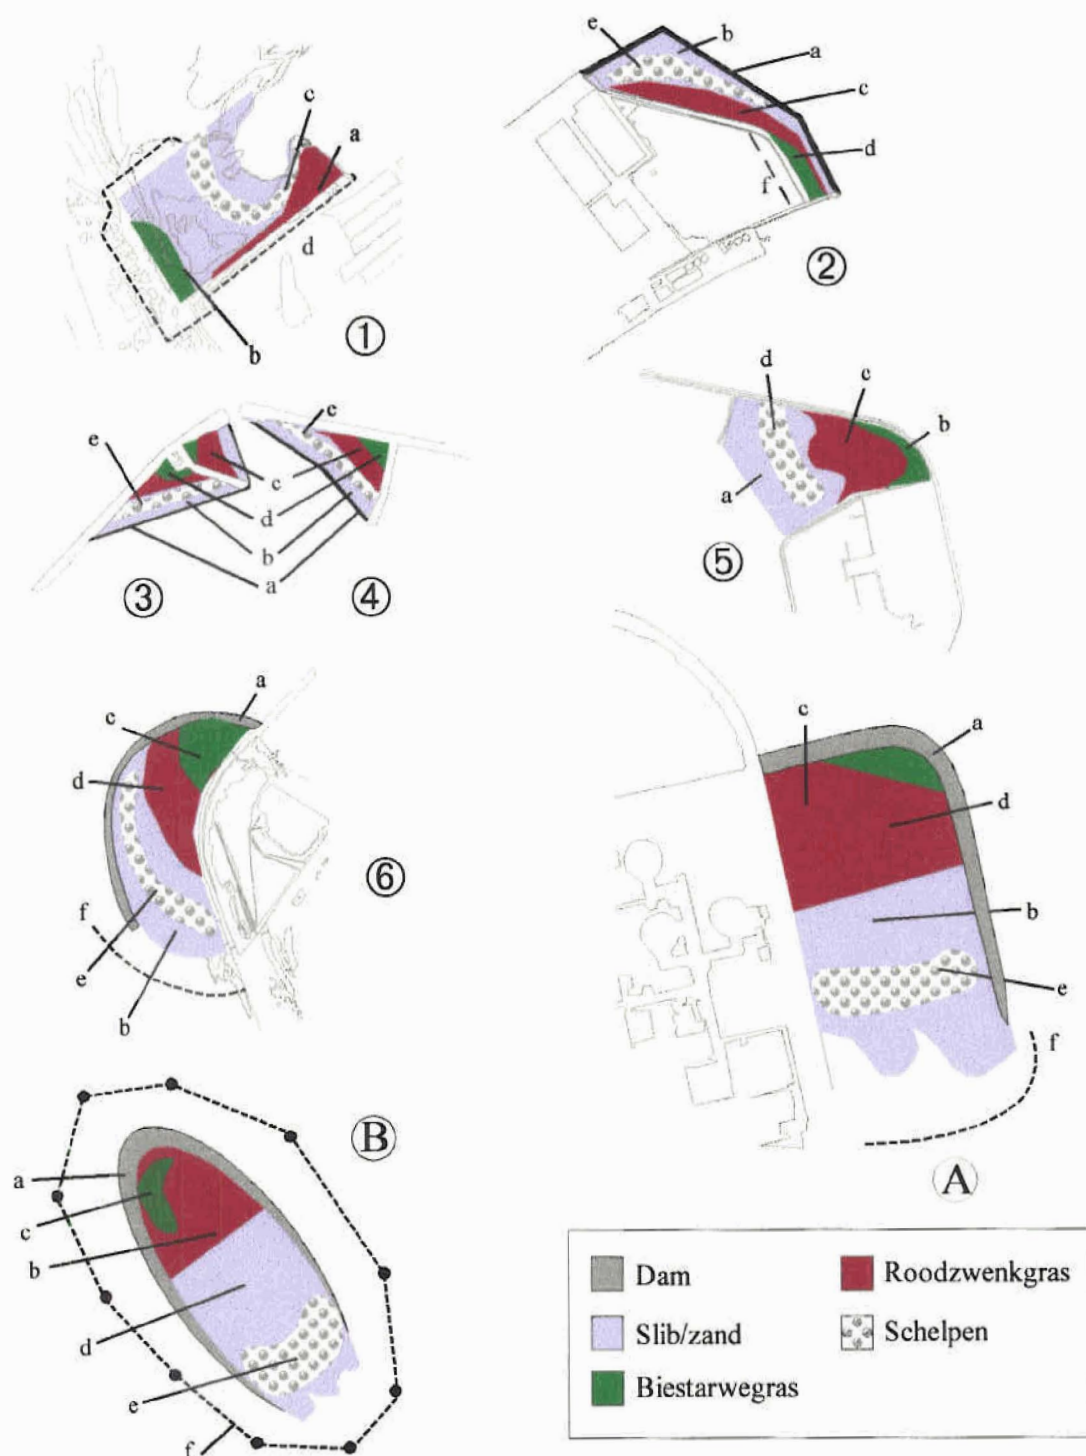 e
b
a
c
d
f
②
c
a
d
b
①
e
c
d
b
a
③
e
④
d
c
b
a
⑤
a
c
d
f
e
b
⑥
c
a
d
b
e
f
Ⓐ
Ⓑ
a
c
b
d
e
f
Dam
Slib/zand
Biestarwegras
Roodzwenkgras
Schelpen